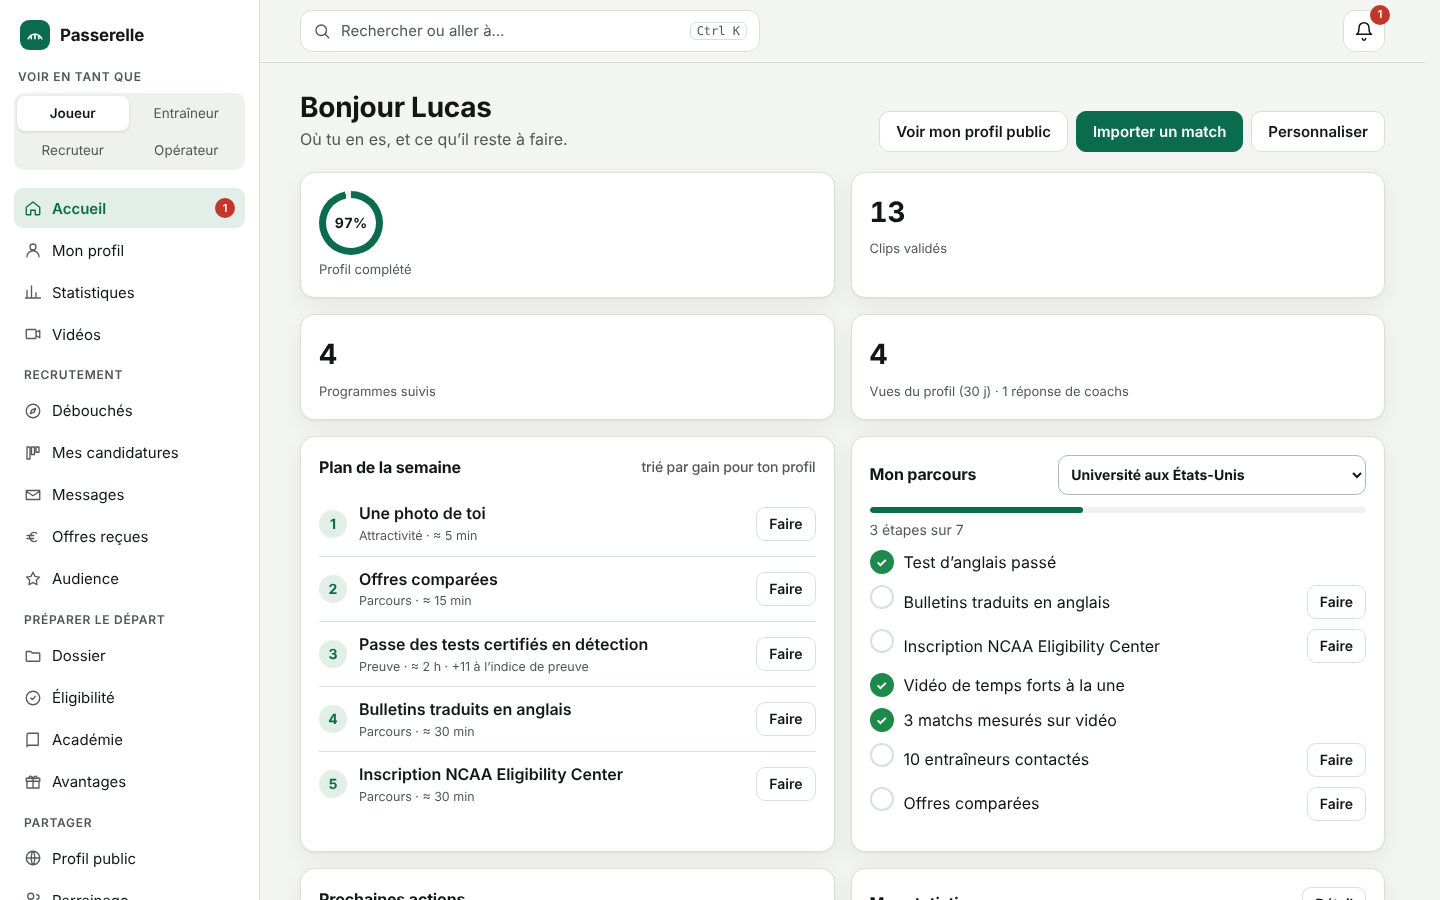 Passerelle
VOIR EN TANT QUE
Joueur
Entraîneur
Recruteur
Opérateur
Accueil
1
Mon profil
Statistiques
Vidéos
RECRUTEMENT
Débouchés
Mes candidatures
Messages
Offres reçues
Audience
PRÉPARER LE DÉPART
Dossier
Éligibilité
Académie
Avantages
PARTAGER
Profil public
Parrainage
Rechercher ou aller à…
Ctrl K
1
Bonjour Lucas
Où tu en es, et ce qu’il reste à faire.
Voir mon profil public
Importer un match
Personnaliser
97%
Profil complété
13
Clips validés
4
Programmes suivis
4
Vues du profil (30 j) · 1 réponse de coachs
Plan de la semaine
trié par gain pour ton profil
1
Une photo de toi
Attractivité · ≈ 5 min
Faire
2
Offres comparées
Parcours · ≈ 15 min
Faire
3
Passe des tests certifiés en détection
Preuve · ≈ 2 h · +11 à l’indice de preuve
Faire
4
Bulletins traduits en anglais
Parcours · ≈ 30 min
Faire
5
Inscription NCAA Eligibility Center
Parcours · ≈ 30 min
Faire
Mon parcours
Université aux États-Unis
3 étapes sur 7
Test d’anglais passé
Bulletins traduits en anglais
Faire
Inscription NCAA Eligibility Center
Faire
Vidéo de temps forts à la une
3 matchs mesurés sur vidéo
10 entraîneurs contactés
Faire
Offres comparées
Faire
Prochaines actions